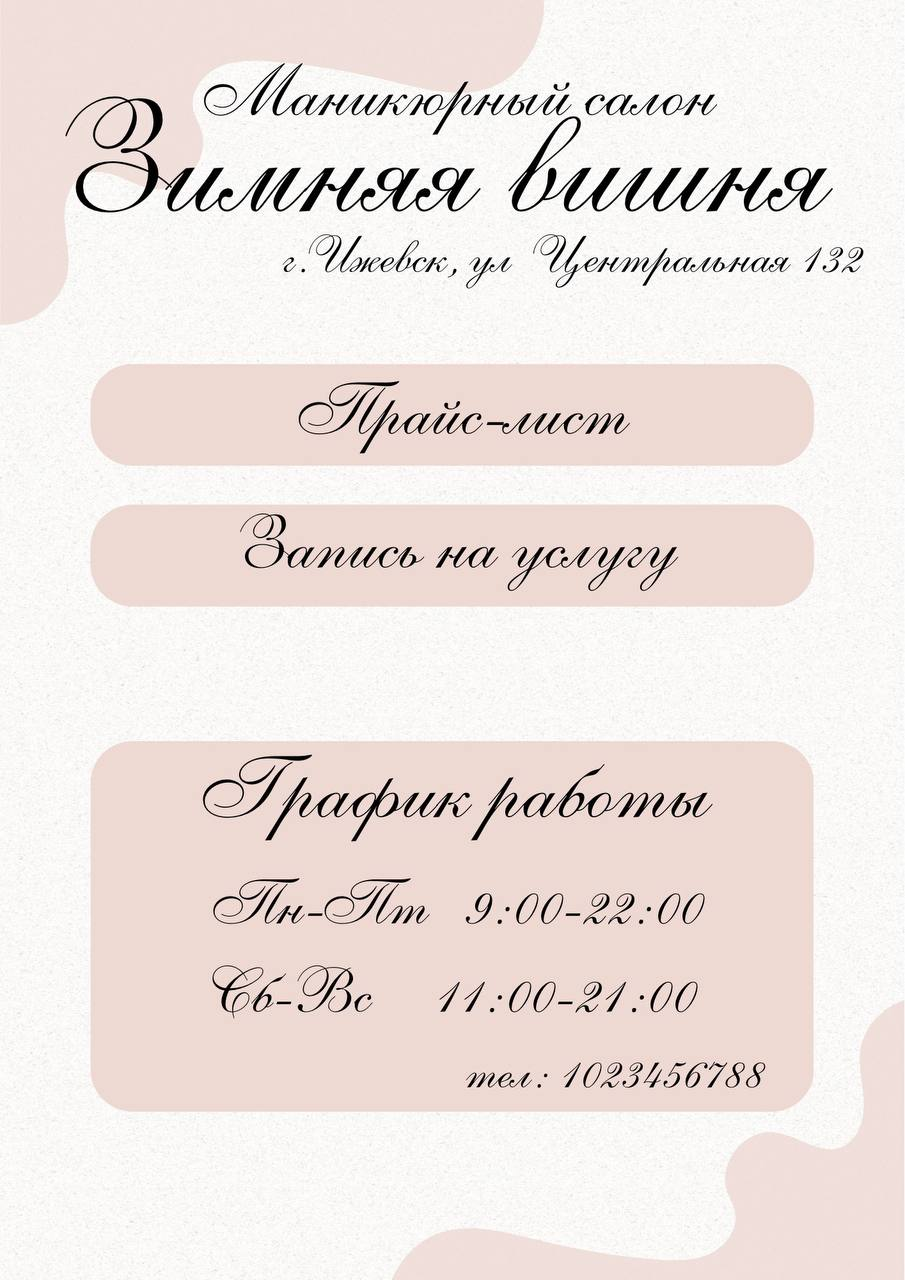 Маникюрный салон
Зимняя вишня
г.Ижевск, ул Центральная 132
Прайс-лист
Запись на услугу
График работы
Пн-Пт 9:00-22:00
Сб-Вс 11:00-21:00
тел: 1023456788